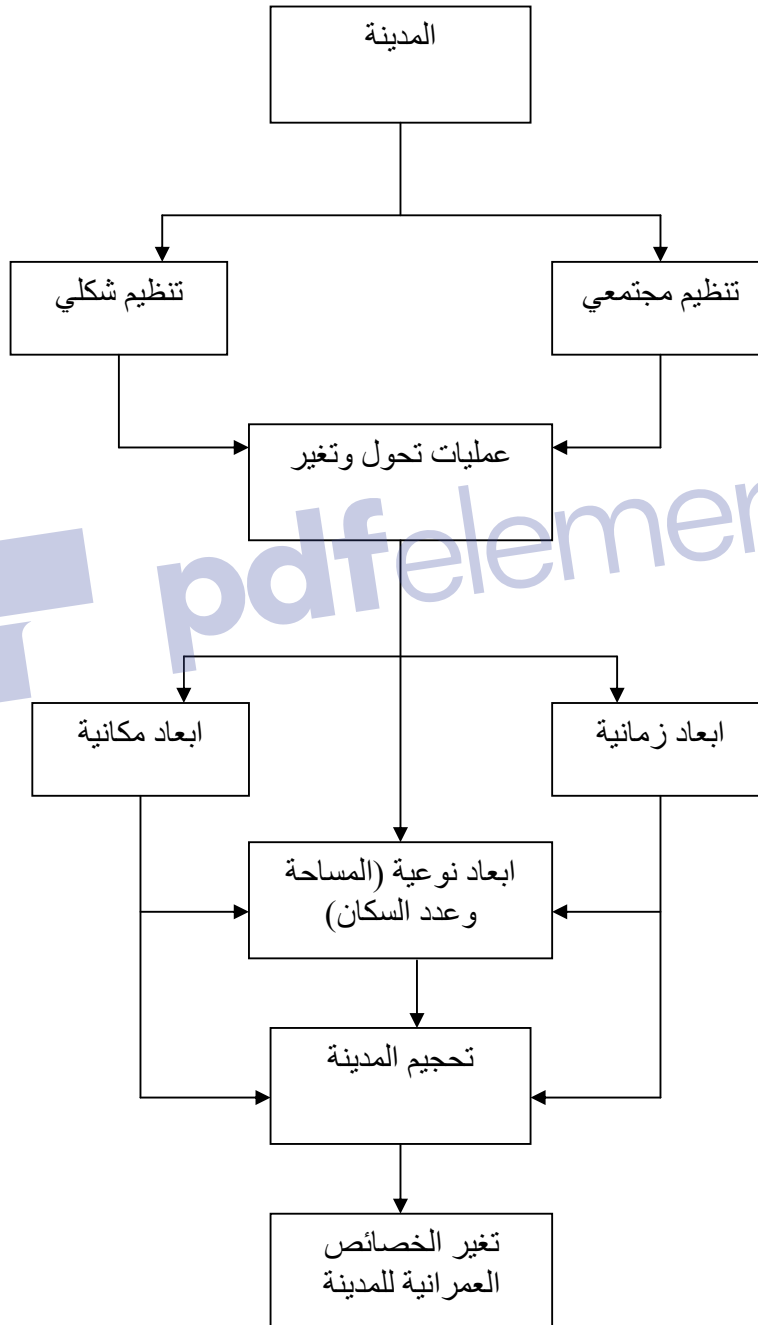 المدينة
تنظيم مجتمعي
تنظيم شكلي
عمليات تحول وتغير
pdfelemen
ابعاد زمانية
ابعاد مكانية
ابعاد نوعية (المساحة
وعدد السكان)
تحجيم المدينة
تغير الخصائص
العمرانية للمدينة